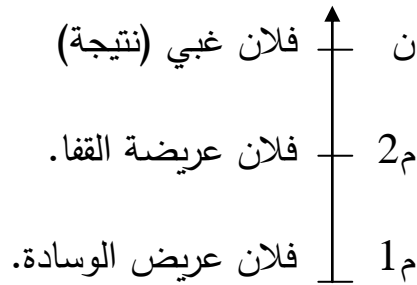 ن فلان غبي (نتيجة)
م2 فلان عريضة القفا.
م1 فلان عريض الوسادة.